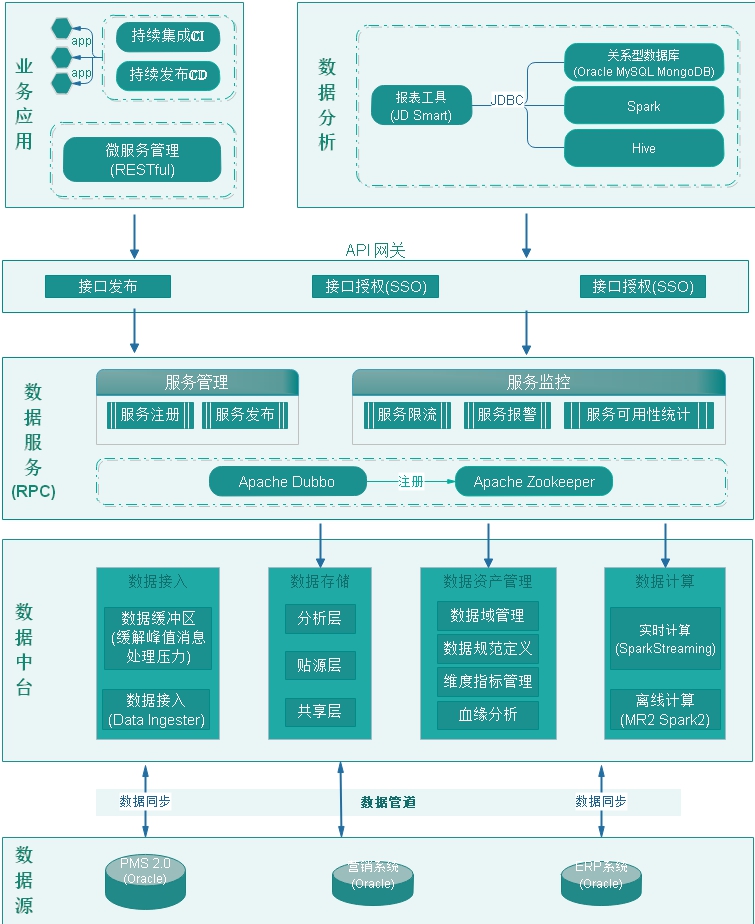 业务应用
app
app
持续集成CI
持续发布CD
微服务管理
(RESTful)
数据分析
报表工具
(JD Smart)
JDBC
关系型数据库
(Oracle MySQL MongoDB)
Spark
Hive
API 网关
接口发布
接口授权(SSO)
接口授权(SSO)
数据服务
(RPC)
服务管理
服务注册
服务发布
服务监控
服务限流
服务报警
服务可用性统计
Apache Dubbo
注册
Apache Zookeeper
数据中台
数据接入
数据缓冲区
(缓解峰值消息
处理压力)
数据接入
(Data Ingester)
数据存储
分析层
贴源层
共享层
数据资产管理
数据域管理
数据规范定义
维度指标管理
血缘分析
数据计算
实时计算
(SparkStreaming)
离线计算
(MR2 Spark2)
数据同步
数据管道
数据同步
数据源
PMS 2.0
(Oracle)
营销系统
(Oracle)
ERP系统
(Oracle)